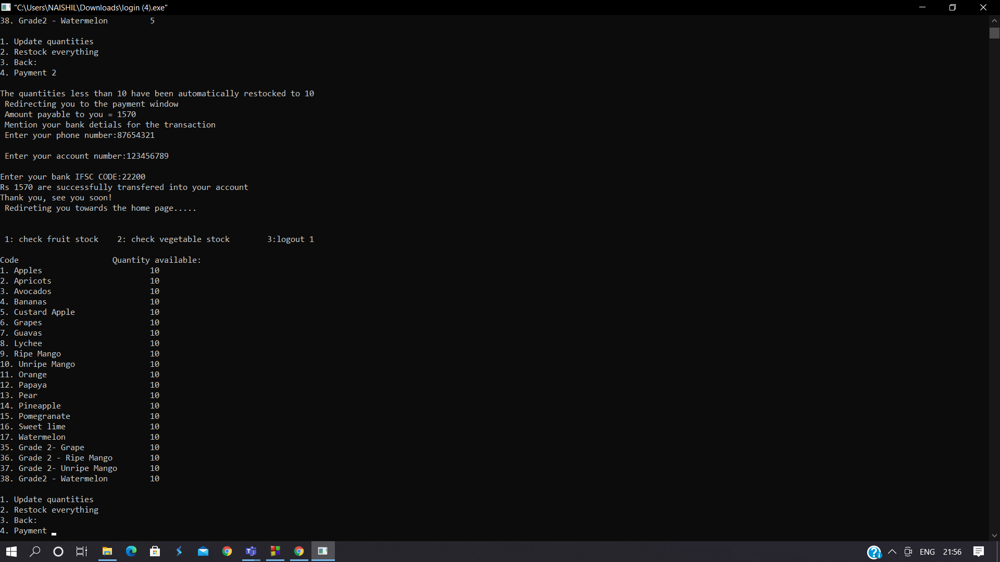 "C:\Users\NAISHIL\Downloads\login (4).exe"
38. Grade2 - Watermelon 5
1. Update quantities
2. Restock everything
3. Back:
4. Payment 2
The quantities less than 10 have been automatically restocked to 10
Redirecting you to the payment window
Amount payable to you = 1570
Mention your bank detials for the transaction
Enter your phone number:87654321
Enter your account number:123456789
Enter your bank IFSC CODE:22200
Rs 1570 are successfully transfered into your account
Thank you, see you soon!
Redireting you towards the home page.....
1: check fruit stock 2: check vegetable stock 3:logout 1
Code Quantity available:
1. Apples 10
2. Apricots 10
3. Avocados 10
4. Bananas 10
5. Custard Apple 10
6. Grapes 10
7. Guavas 10
8. Lychee 10
9. Ripe Mango 10
10. Unripe Mango 10
11. Orange 10
12. Papaya 10
13. Pear 10
14. Pineapple 10
15. Pomegranate 10
16. Sweet lime 10
17. Watermelon 10
35. Grade 2- Grape 10
36. Grade 2 - Ripe Mango 10
37. Grade 2- Unripe Mango 10
38. Grade2 - Watermelon 10
1. Update quantities
2. Restock everything
3. Back:
4. Payment
ENG 21:56